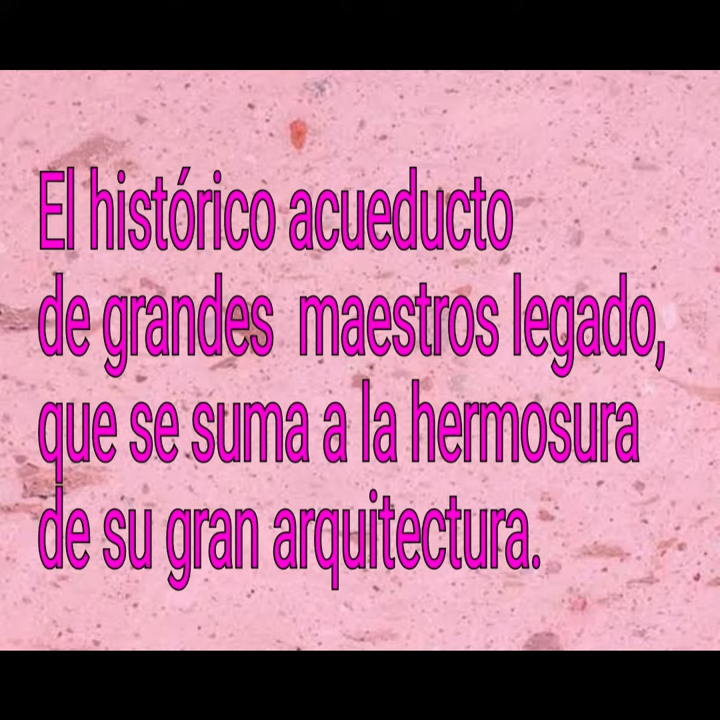 El histórico acueducto
de grandes  maestros legado,
que se suma a la hermosura
de su gran arquitectura.